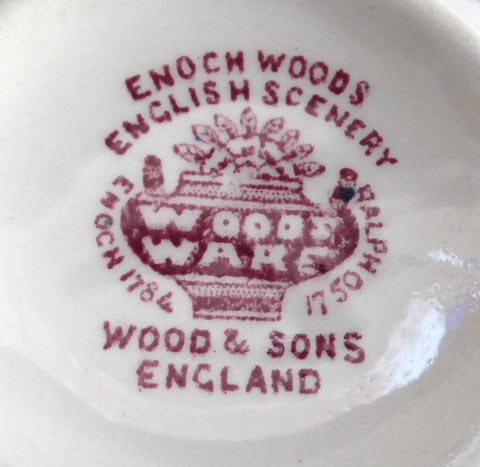 ENOCH WOODS
ENGLISH SCENERY
WOODS
WARE
ENOCH 1784
RALPH 1750
WOOD & SONS
ENGLAND